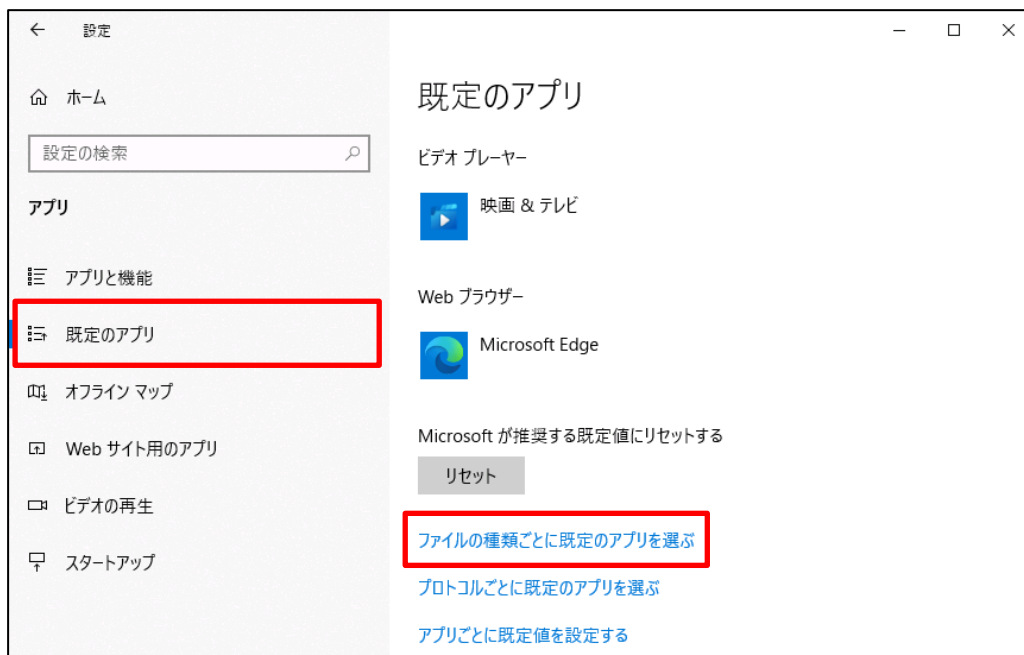 設定
ホーム
設定の検索
アプリ
アプリと機能
既定のアプリ
オフライン マップ
Web サイト用のアプリ
ビデオの再生
スタートアップ
既定のアプリ
ビデオ プレーヤー
映画 & テレビ
Web ブラウザー
Microsoft Edge
Microsoft が推奨する既定値にリセットする
リセット
ファイルの種類ごとに既定のアプリを選ぶ
プロトコルごとに既定のアプリを選ぶ
アプリごとに既定値を設定する